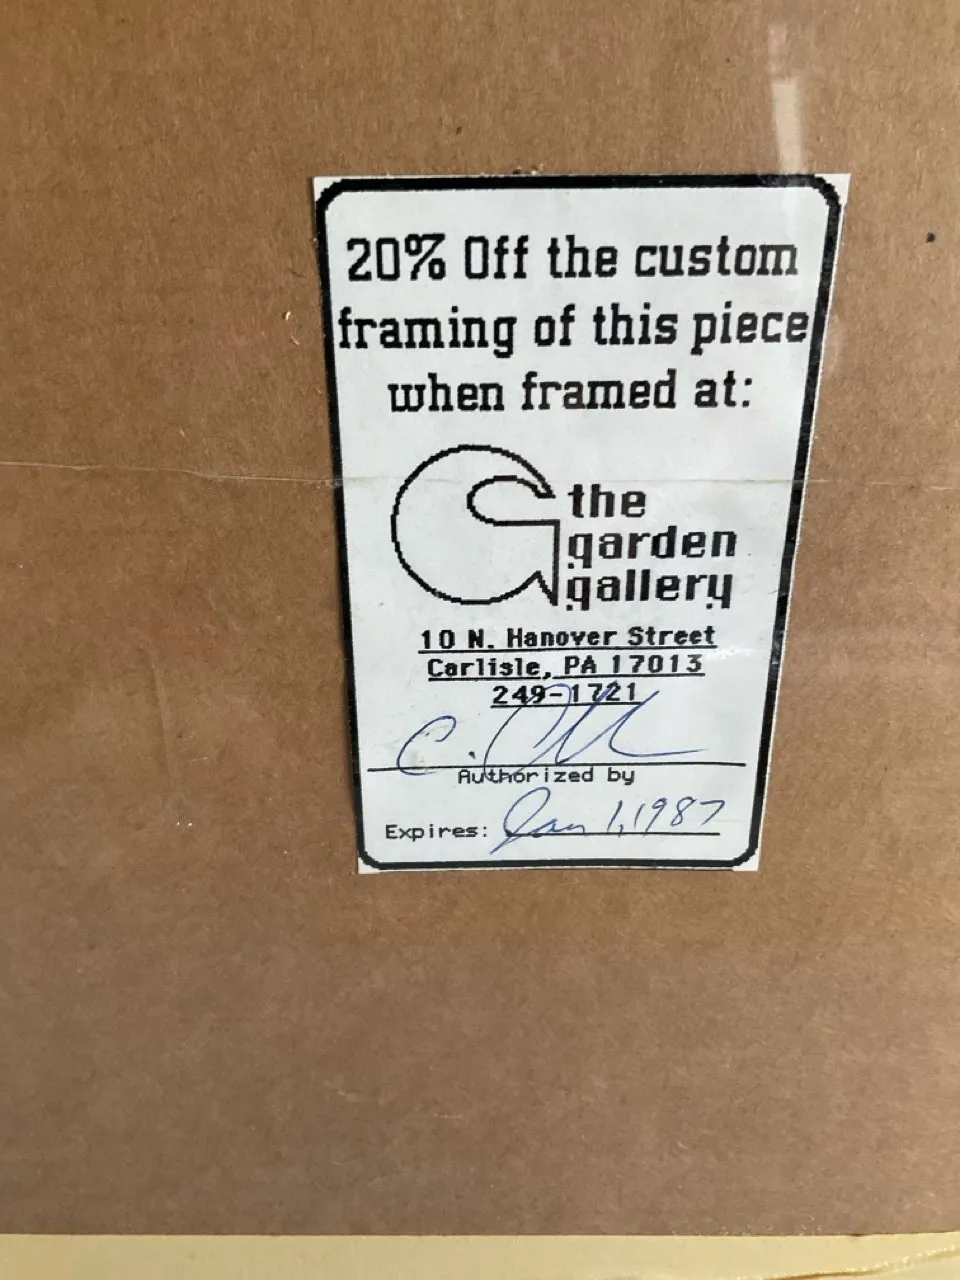 20% Off the custom
framing of this piece
when framed at:
the
garden
gallery
10 N. Hanover Street
Carlisle, PA 17013
249-1721
C.
Authorized by
Expires: Jan 1, 1987